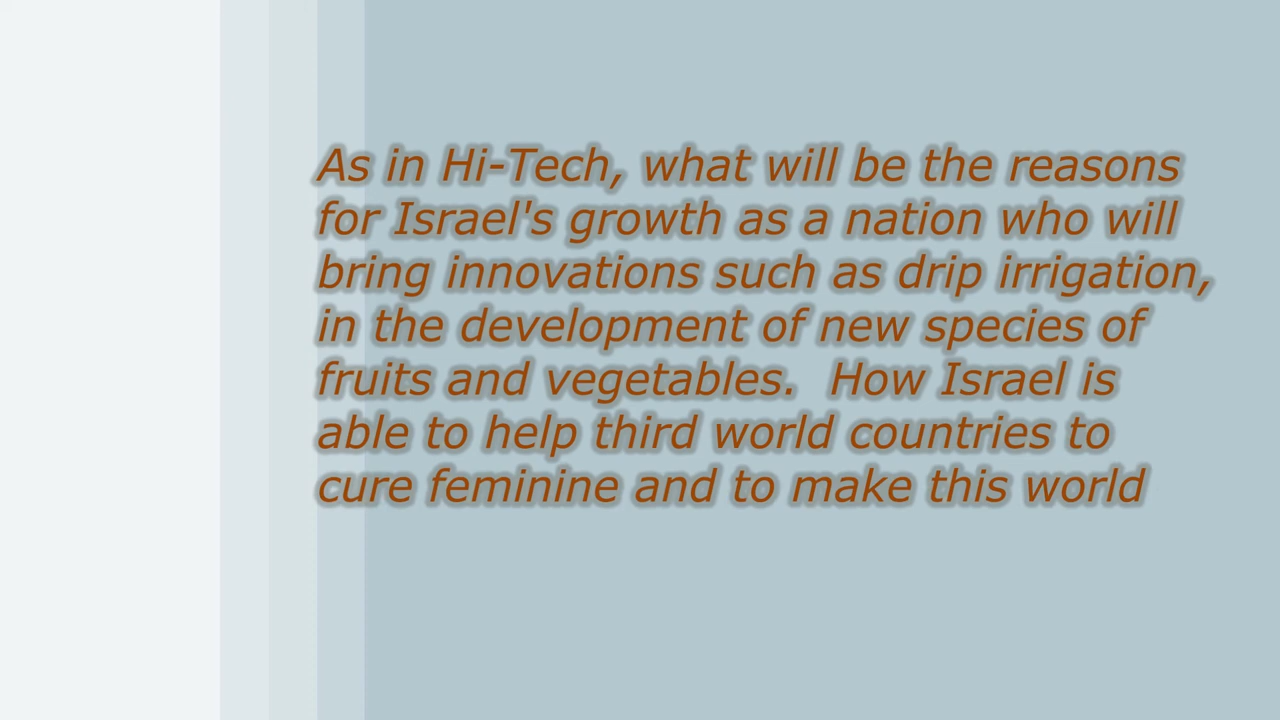 As in Hi-Tech, what will be the reasons
for Israel's growth as a nation who will
bring innovations such as drip irrigation,
in the development of new species of
fruits and vegetables.  How Israel is
able to help third world countries to
cure feminine and to make this world